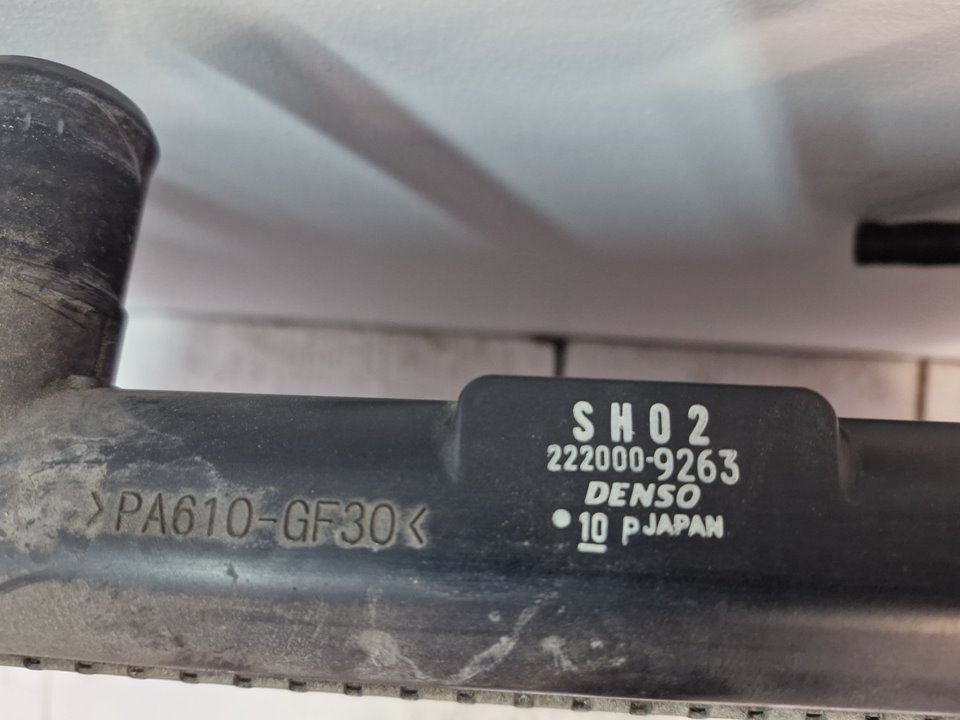 SH02
222000-9263
DENSO
10 P JAPAN
>PA610-GF30<